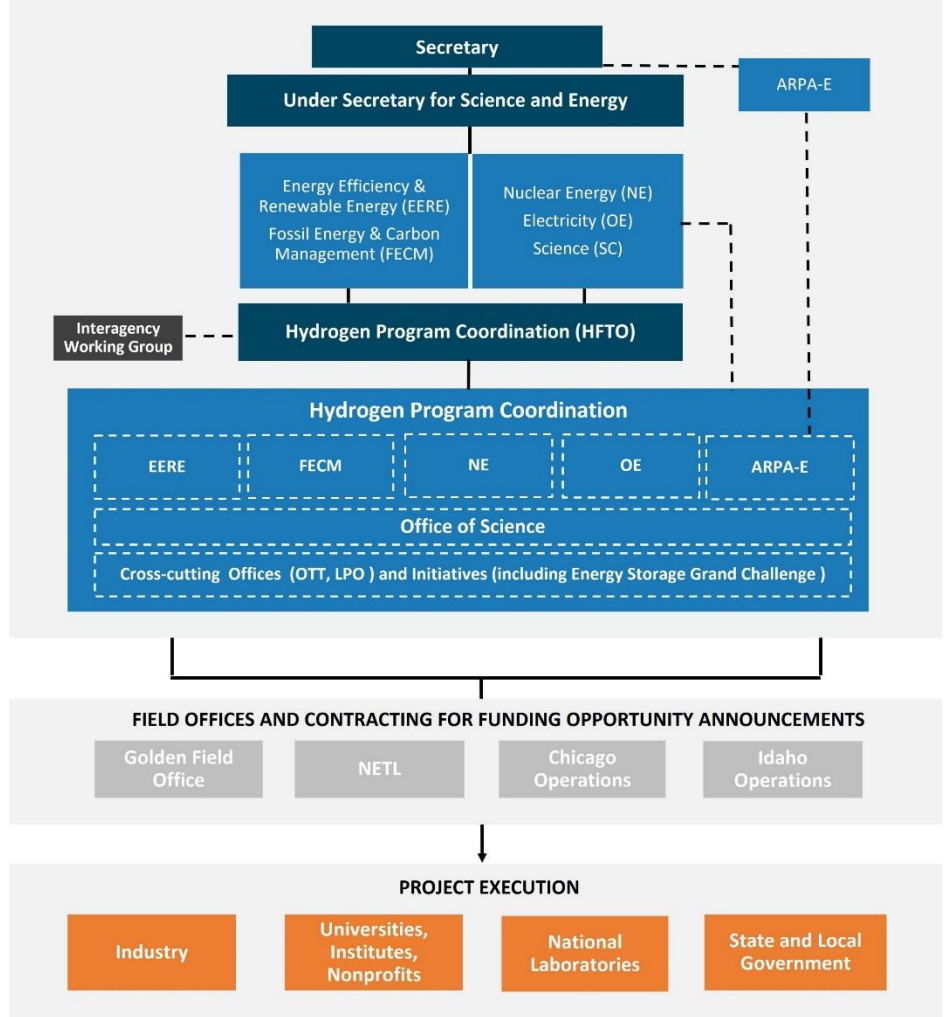 Secretary
ARPA-E
Under Secretary for Science and Energy
Energy Efficiency &
Renewable Energy (EERE)
Fossil Energy & Carbon
Management (FECM)
Nuclear Energy (NE)
Electricity (OE)
Science (SC)
Interagency
Working Group
Hydrogen Program Coordination (HFTO)
Hydrogen Program Coordination
EERE
FECM
NE
OE
ARPA-E
Office of Science
Cross-cutting Offices (OTT, LPO ) and Initiatives (including Energy Storage Grand Challenge )
FIELD OFFICES AND CONTRACTING FOR FUNDING OPPORTUNITY ANNOUNCEMENTS
Golden Field
Office
NETL
Chicago
Operations
Idaho
Operations
PROJECT EXECUTION
Industry
Universities,
Institutes,
Nonprofits
National
Laboratories
State and Local
Government